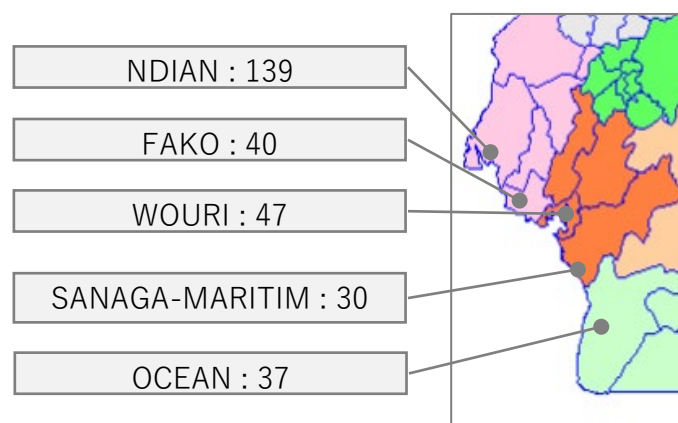 NDIAN : 139
FAKO : 40
WOURI : 47
SANAGA-MARITIM : 30
OCEAN : 37